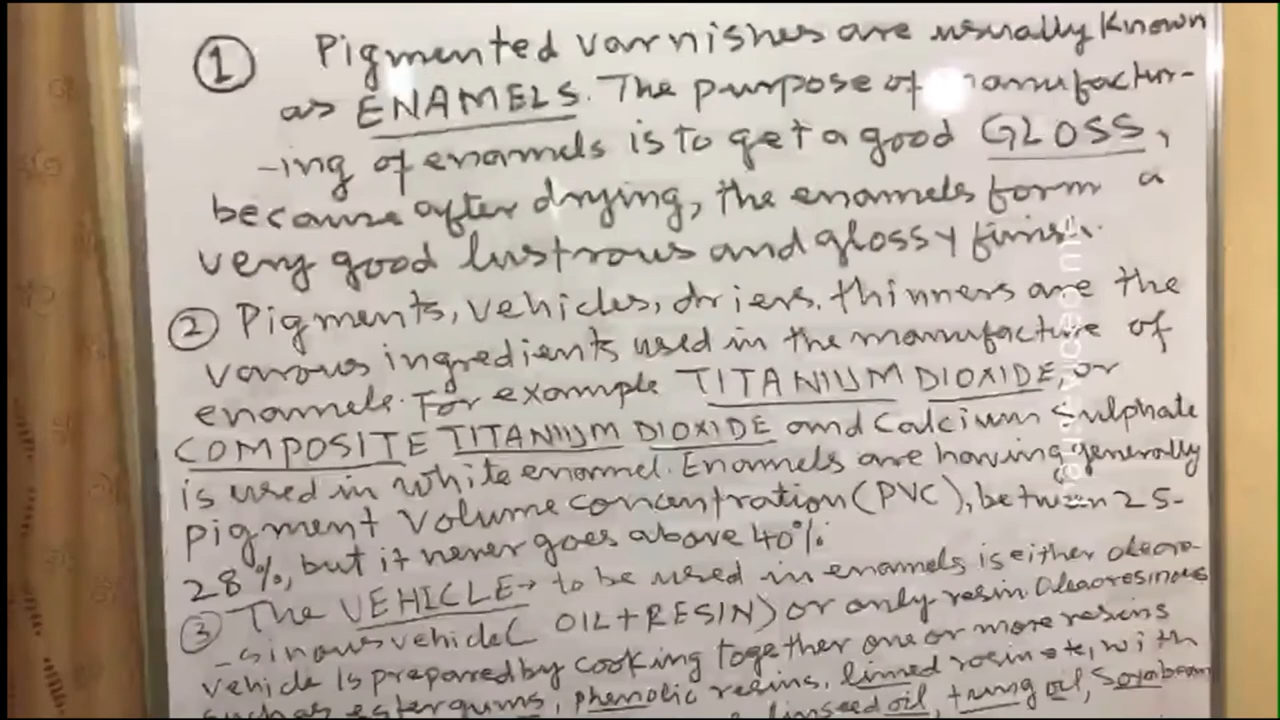 ① Pigmented varnishes are usually known
as ENAMELS. The purpose of manufactur-
-ing of enamels is to get a good GLOSS,
because after drying, the enamels form a
very good lustrous and glossy finish.
② Pigments, vehicles, driers, thinners are the
various ingredients used in the manufacture of
enamels. For example TITANIUM DIOXIDE, or
COMPOSITE TITANIUM DIOXIDE and Calcium Sulphate
is used in white enamel. Enamels are having generally
Pigment Volume concentration (PVC), between 25-
28%, but it never goes above 40%
③ The VEHICLE → to be used in enamels is either oleore-
-sinous vehicle (OIL+RESIN) or only resin. Oleoresinous
vehicle is prepared by cooking together one or more resins
such as ester gums, phenolic resins, limed rosin etc, with
linseed oil, tung oil, Soyabean